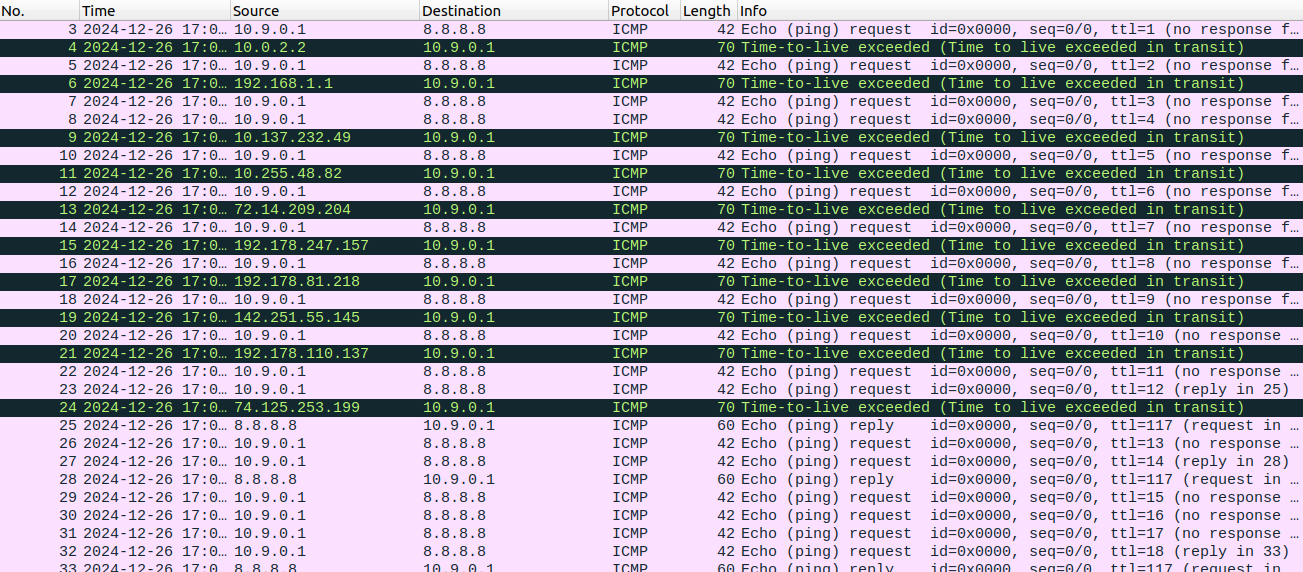 No. Time Source Destination Protocol Length Info
3 2024-12-26 17:0… 10.9.0.1 8.8.8.8 ICMP 42 Echo (ping) request id=0x0000, seq=0/0, ttl=1 (no response f…
4 2024-12-26 17:0… 10.0.2.2 10.9.0.1 ICMP 70 Time-to-live exceeded (Time to live exceeded in transit)
5 2024-12-26 17:0… 10.9.0.1 8.8.8.8 ICMP 42 Echo (ping) request id=0x0000, seq=0/0, ttl=2 (no response f…
6 2024-12-26 17:0… 192.168.1.1 10.9.0.1 ICMP 70 Time-to-live exceeded (Time to live exceeded in transit)
7 2024-12-26 17:0… 10.9.0.1 8.8.8.8 ICMP 42 Echo (ping) request id=0x0000, seq=0/0, ttl=3 (no response f…
8 2024-12-26 17:0… 10.9.0.1 8.8.8.8 ICMP 42 Echo (ping) request id=0x0000, seq=0/0, ttl=4 (no response f…
9 2024-12-26 17:0… 10.137.232.49 10.9.0.1 ICMP 70 Time-to-live exceeded (Time to live exceeded in transit)
10 2024-12-26 17:0… 10.9.0.1 8.8.8.8 ICMP 42 Echo (ping) request id=0x0000, seq=0/0, ttl=5 (no response f…
11 2024-12-26 17:0… 10.255.48.82 10.9.0.1 ICMP 70 Time-to-live exceeded (Time to live exceeded in transit)
12 2024-12-26 17:0… 10.9.0.1 8.8.8.8 ICMP 42 Echo (ping) request id=0x0000, seq=0/0, ttl=6 (no response f…
13 2024-12-26 17:0… 72.14.209.204 10.9.0.1 ICMP 70 Time-to-live exceeded (Time to live exceeded in transit)
14 2024-12-26 17:0… 10.9.0.1 8.8.8.8 ICMP 42 Echo (ping) request id=0x0000, seq=0/0, ttl=7 (no response f…
15 2024-12-26 17:0… 192.178.247.157 10.9.0.1 ICMP 70 Time-to-live exceeded (Time to live exceeded in transit)
16 2024-12-26 17:0… 10.9.0.1 8.8.8.8 ICMP 42 Echo (ping) request id=0x0000, seq=0/0, ttl=8 (no response f…
17 2024-12-26 17:0… 192.178.81.218 10.9.0.1 ICMP 70 Time-to-live exceeded (Time to live exceeded in transit)
18 2024-12-26 17:0… 10.9.0.1 8.8.8.8 ICMP 42 Echo (ping) request id=0x0000, seq=0/0, ttl=9 (no response f…
19 2024-12-26 17:0… 142.251.55.145 10.9.0.1 ICMP 70 Time-to-live exceeded (Time to live exceeded in transit)
20 2024-12-26 17:0… 10.9.0.1 8.8.8.8 ICMP 42 Echo (ping) request id=0x0000, seq=0/0, ttl=10 (no response …
21 2024-12-26 17:0… 192.178.110.137 10.9.0.1 ICMP 70 Time-to-live exceeded (Time to live exceeded in transit)
22 2024-12-26 17:0… 10.9.0.1 8.8.8.8 ICMP 42 Echo (ping) request id=0x0000, seq=0/0, ttl=11 (no response …
23 2024-12-26 17:0… 10.9.0.1 8.8.8.8 ICMP 42 Echo (ping) request id=0x0000, seq=0/0, ttl=12 (reply in 25)
24 2024-12-26 17:0… 74.125.253.199 10.9.0.1 ICMP 70 Time-to-live exceeded (Time to live exceeded in transit)
25 2024-12-26 17:0… 8.8.8.8 10.9.0.1 ICMP 60 Echo (ping) reply id=0x0000, seq=0/0, ttl=117 (request in …
26 2024-12-26 17:0… 10.9.0.1 8.8.8.8 ICMP 42 Echo (ping) request id=0x0000, seq=0/0, ttl=13 (no response …
27 2024-12-26 17:0… 10.9.0.1 8.8.8.8 ICMP 42 Echo (ping) request id=0x0000, seq=0/0, ttl=14 (reply in 28)
28 2024-12-26 17:0… 8.8.8.8 10.9.0.1 ICMP 60 Echo (ping) reply id=0x0000, seq=0/0, ttl=117 (request in …
29 2024-12-26 17:0… 10.9.0.1 8.8.8.8 ICMP 42 Echo (ping) request id=0x0000, seq=0/0, ttl=15 (no response …
30 2024-12-26 17:0… 10.9.0.1 8.8.8.8 ICMP 42 Echo (ping) request id=0x0000, seq=0/0, ttl=16 (no response …
31 2024-12-26 17:0… 10.9.0.1 8.8.8.8 ICMP 42 Echo (ping) request id=0x0000, seq=0/0, ttl=17 (no response …
32 2024-12-26 17:0… 10.9.0.1 8.8.8.8 ICMP 42 Echo (ping) request id=0x0000, seq=0/0, ttl=18 (reply in 33)
33 2024-12-26 17:0… 8.8.8.8 10.9.0.1 ICMP 60 Echo (ping) reply id=0x0000, seq=0/0, ttl=117 (request in …